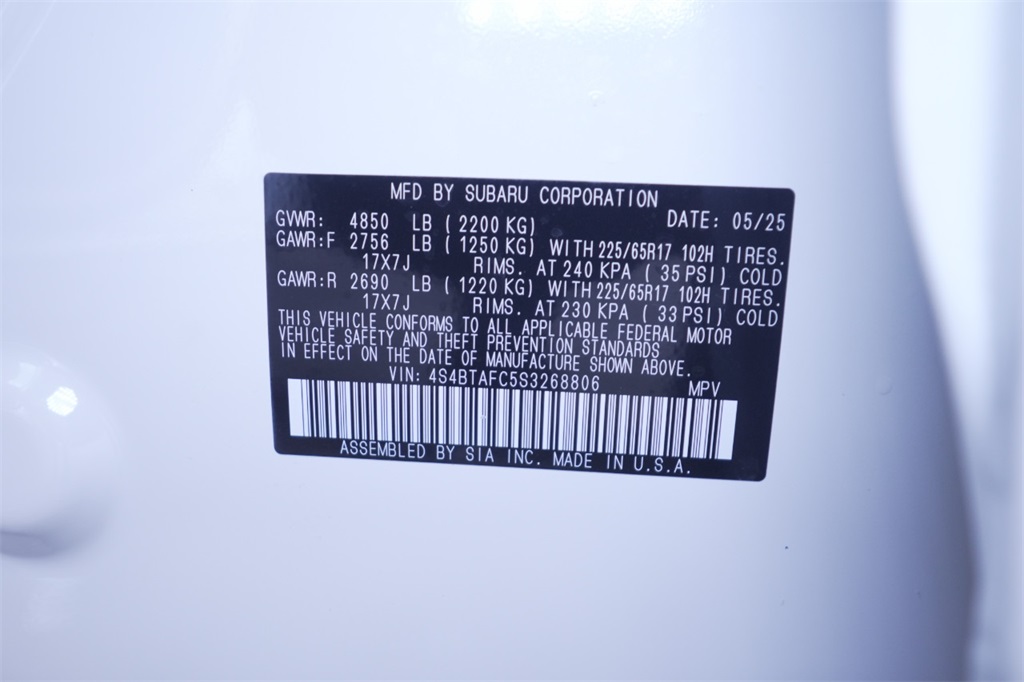 MFD BY SUBARU CORPORATION
GVWR: 4850 LB ( 2200 KG) DATE: 05/25
GAWR:F 2756 LB ( 1250 KG) WITH 225/65R17 102H TIRES.
17X7J RIMS. AT 240 KPA ( 35 PSI) COLD
GAWR:R 2690 LB ( 1220 KG) WITH 225/65R17 102H TIRES.
17X7J RIMS. AT 230 KPA ( 33 PSI) COLD
THIS VEHICLE CONFORMS TO ALL APPLICABLE FEDERAL MOTOR
VEHICLE SAFETY AND THEFT PREVENTION STANDARDS
IN EFFECT ON THE DATE OF MANUFACTURE SHOWN ABOVE.
VIN: 4S4BTAFC5S3268806 MPV
ASSEMBLED BY SIA INC. MADE IN U.S.A.